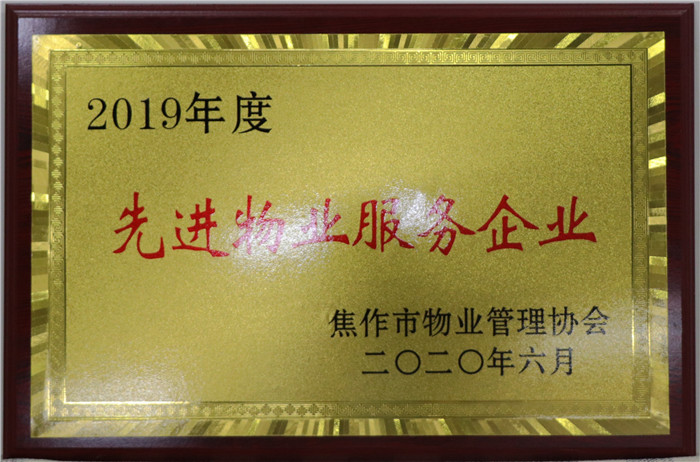 2019年度
先进物业服务企业
焦作市物业管理协会
二〇二〇年六月